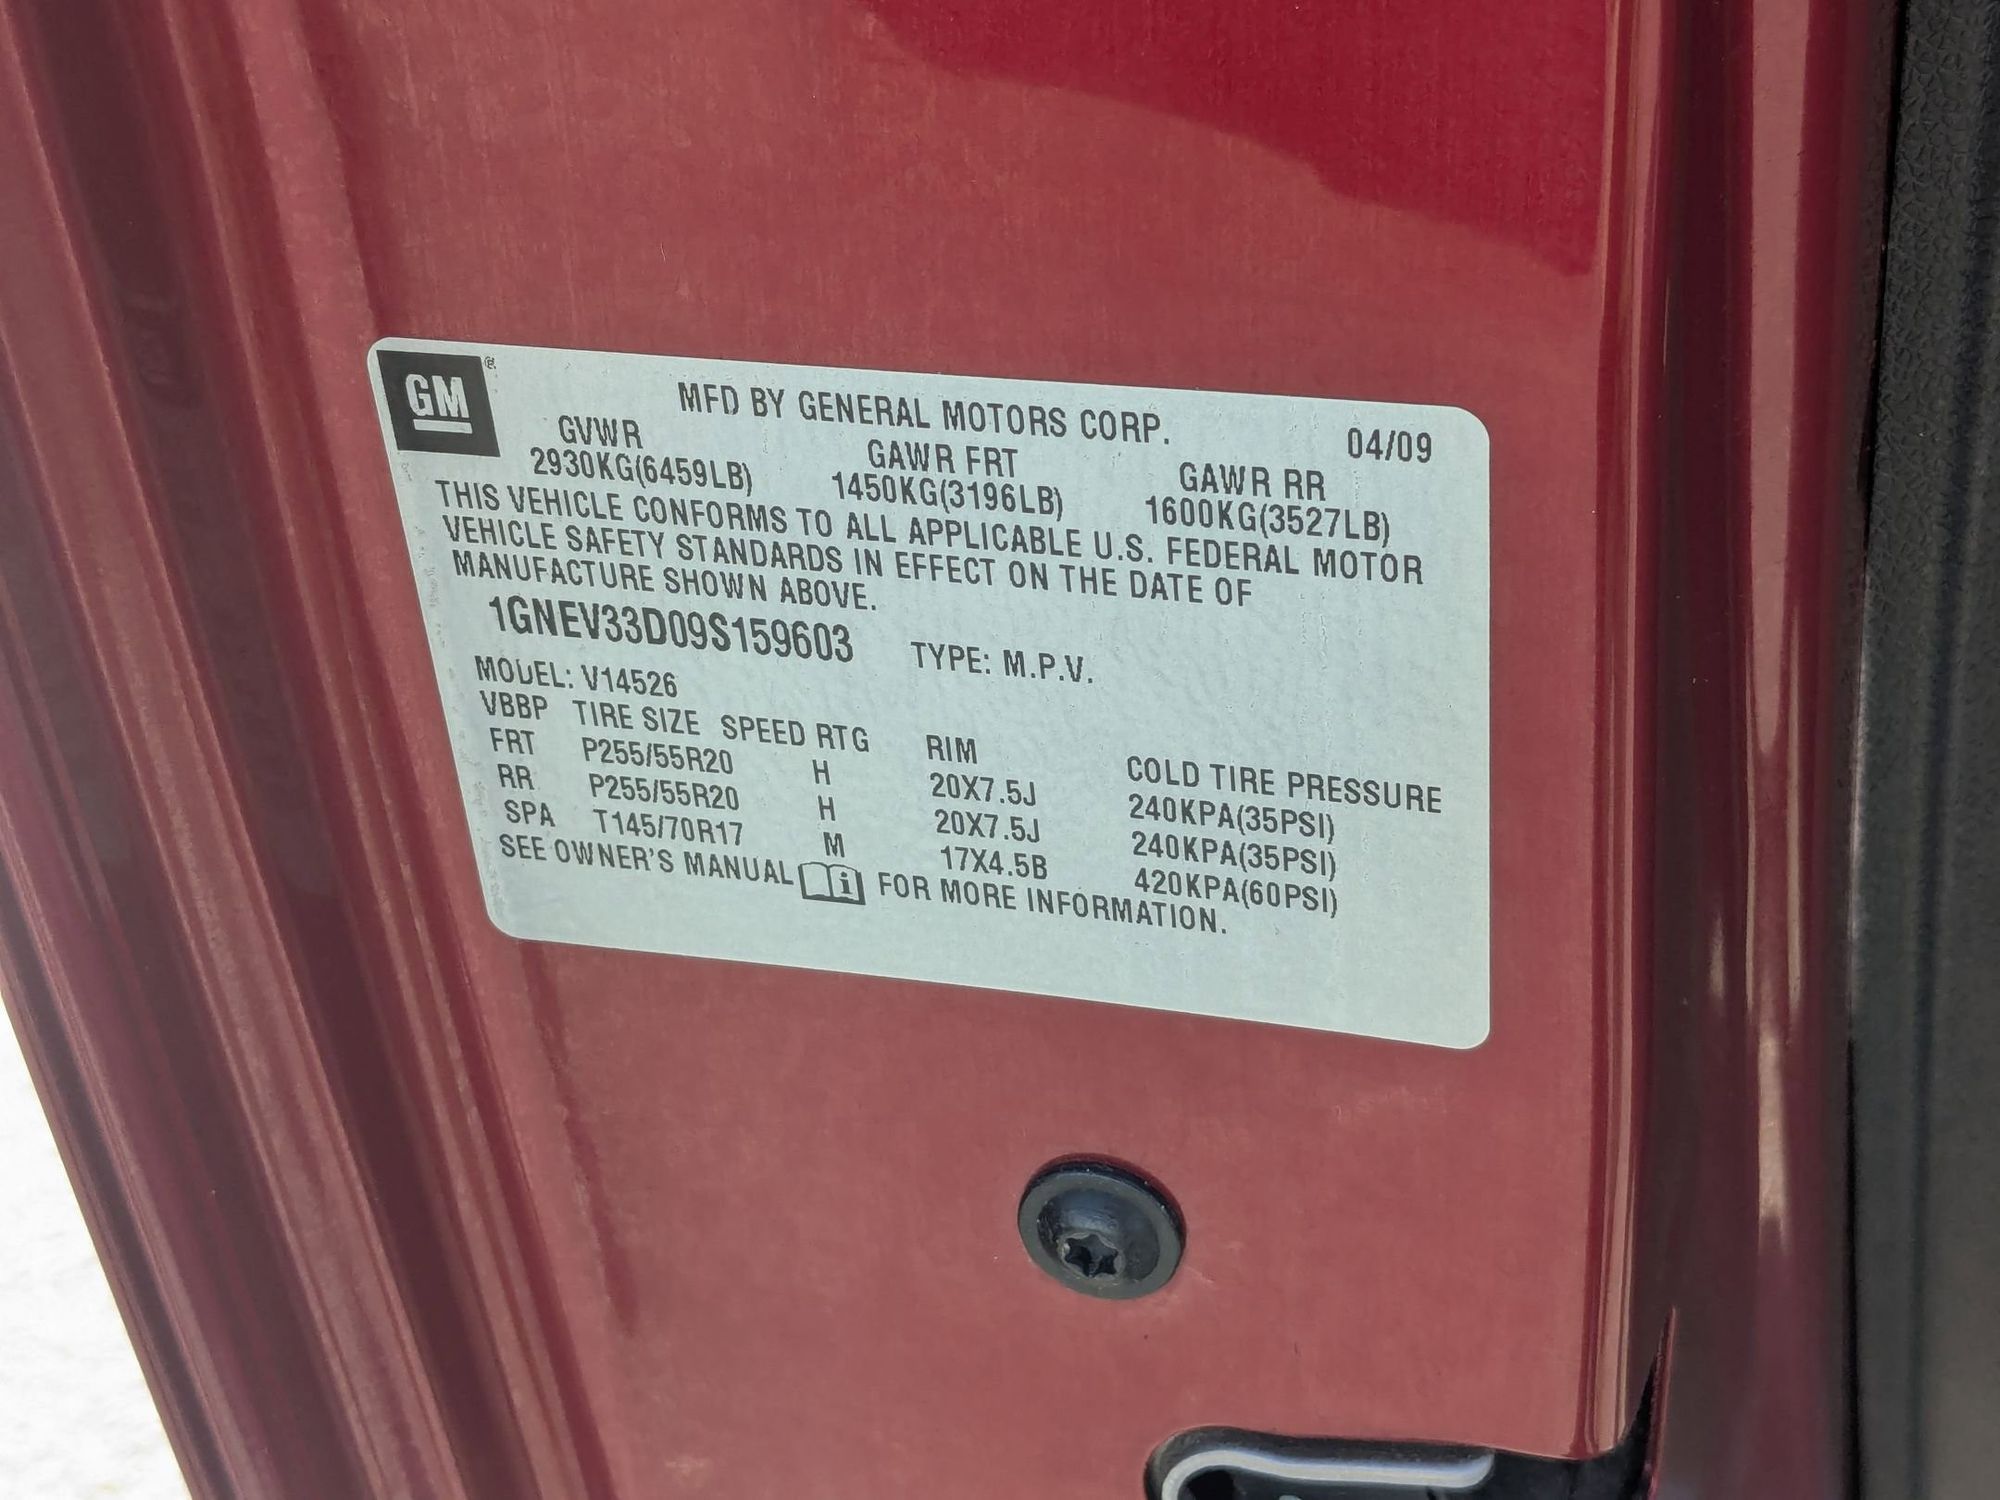 GM
MFD BY GENERAL MOTORS CORP.
04/09
GVWR GAWR FRT GAWR RR
2930KG(6459LB) 1450KG(3196LB) 1600KG(3527LB)
THIS VEHICLE CONFORMS TO ALL APPLICABLE U.S. FEDERAL MOTOR
VEHICLE SAFETY STANDARDS IN EFFECT ON THE DATE OF
MANUFACTURE SHOWN ABOVE.
1GNEV33D09S159603 TYPE: M.P.V.
MODEL: V14526
VBBP TIRE SIZE SPEED RTG RIM COLD TIRE PRESSURE
FRT P255/55R20 H 20X7.5J 240KPA(35PSI)
RR P255/55R20 H 20X7.5J 240KPA(35PSI)
SPA T145/70R17 M 17X4.5B 420KPA(60PSI)
SEE OWNER'S MANUAL FOR MORE INFORMATION.